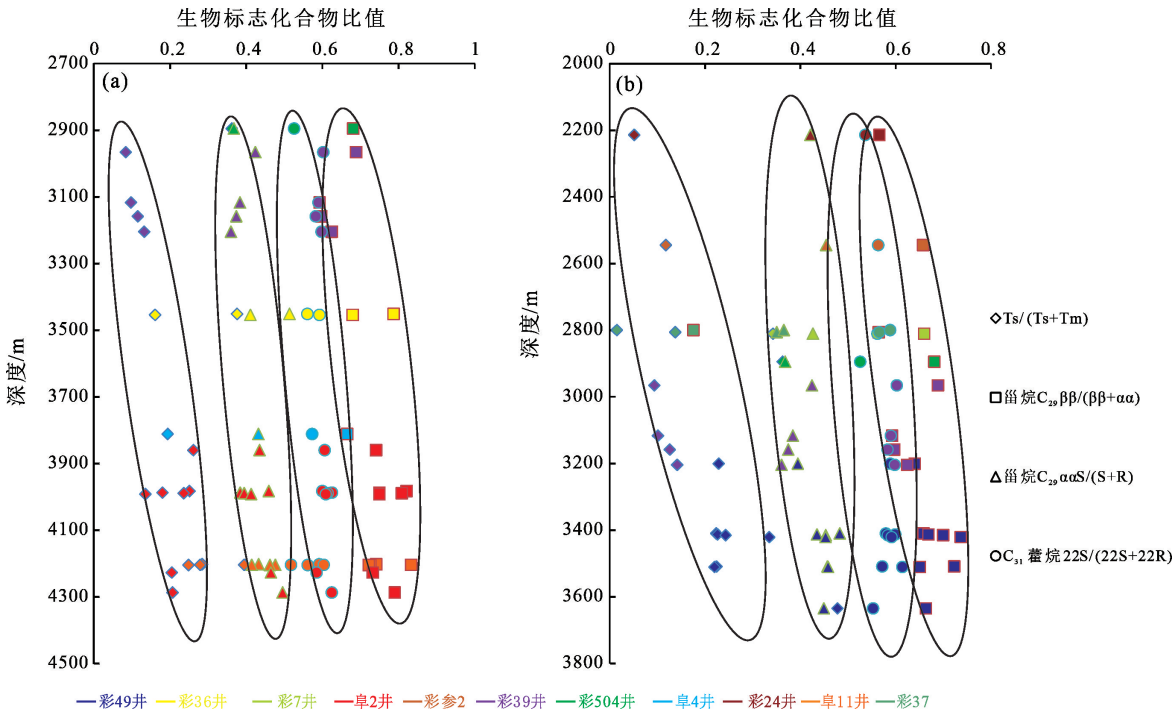 生物标志化合物比值
0 0.2 0.4 0.6 0.8 1
2700
2900
3100
3300
3500
3700
3900
4100
4300
4500
深度/m
(a)
生物标志化合物比值
0 0.2 0.4 0.6 0.8
2000
2200
2400
2600
2800
3000
3200
3400
3600
3800
深度/m
(b)
Ts/(Ts+Tm)
甾烷C₂₉ββ/(ββ+αα)
甾烷C₂₉ααS/(S+R)
C₃₁藿烷22S/(22S+22R)
彩49井 彩36井 彩7井 阜2井 彩参2 彩39井 彩504井 阜4井 彩24井 阜11井 彩37